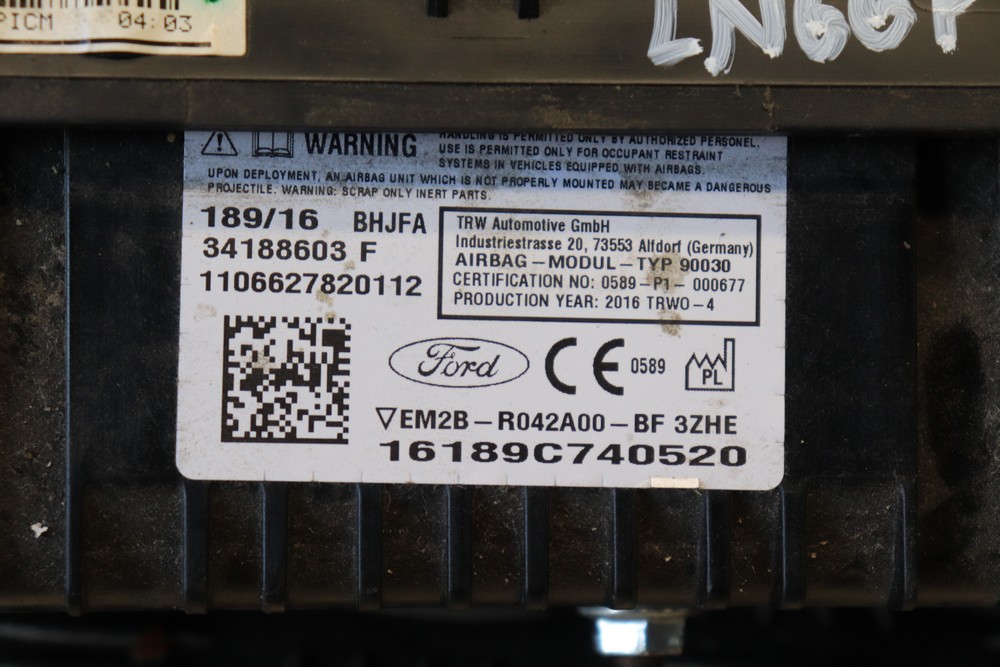 PICM 04:03
WARNING
HANDLING IS PERMITTED ONLY BY AUTHORIZED PERSONEL.
USE IS PERMITTED ONLY FOR OCCUPANT RESTRAINT
SYSTEMS IN VEHICLES EQUIPPED WITH AIRBAGS.
UPON DEPLOYMENT, AN AIRBAG UNIT WHICH IS NOT PROPERLY MOUNTED MAY BECAME A DANGEROUS
PROJECTILE. WARNING: SCRAP ONLY INERT PARTS.
189/16 BHJFA
34188603 F
1106627820112
TRW Automotive GmbH
Industriestrasse 20, 73553 Alfdorf (Germany)
AIRBAG-MODUL-TYP 90030
CERTIFICATION NO: 0589-P1-000677
PRODUCTION YEAR: 2016 TRWO-4
Ford CE 0589 PL
▽EM2B-R042A00-BF 3ZHE
16189C740520